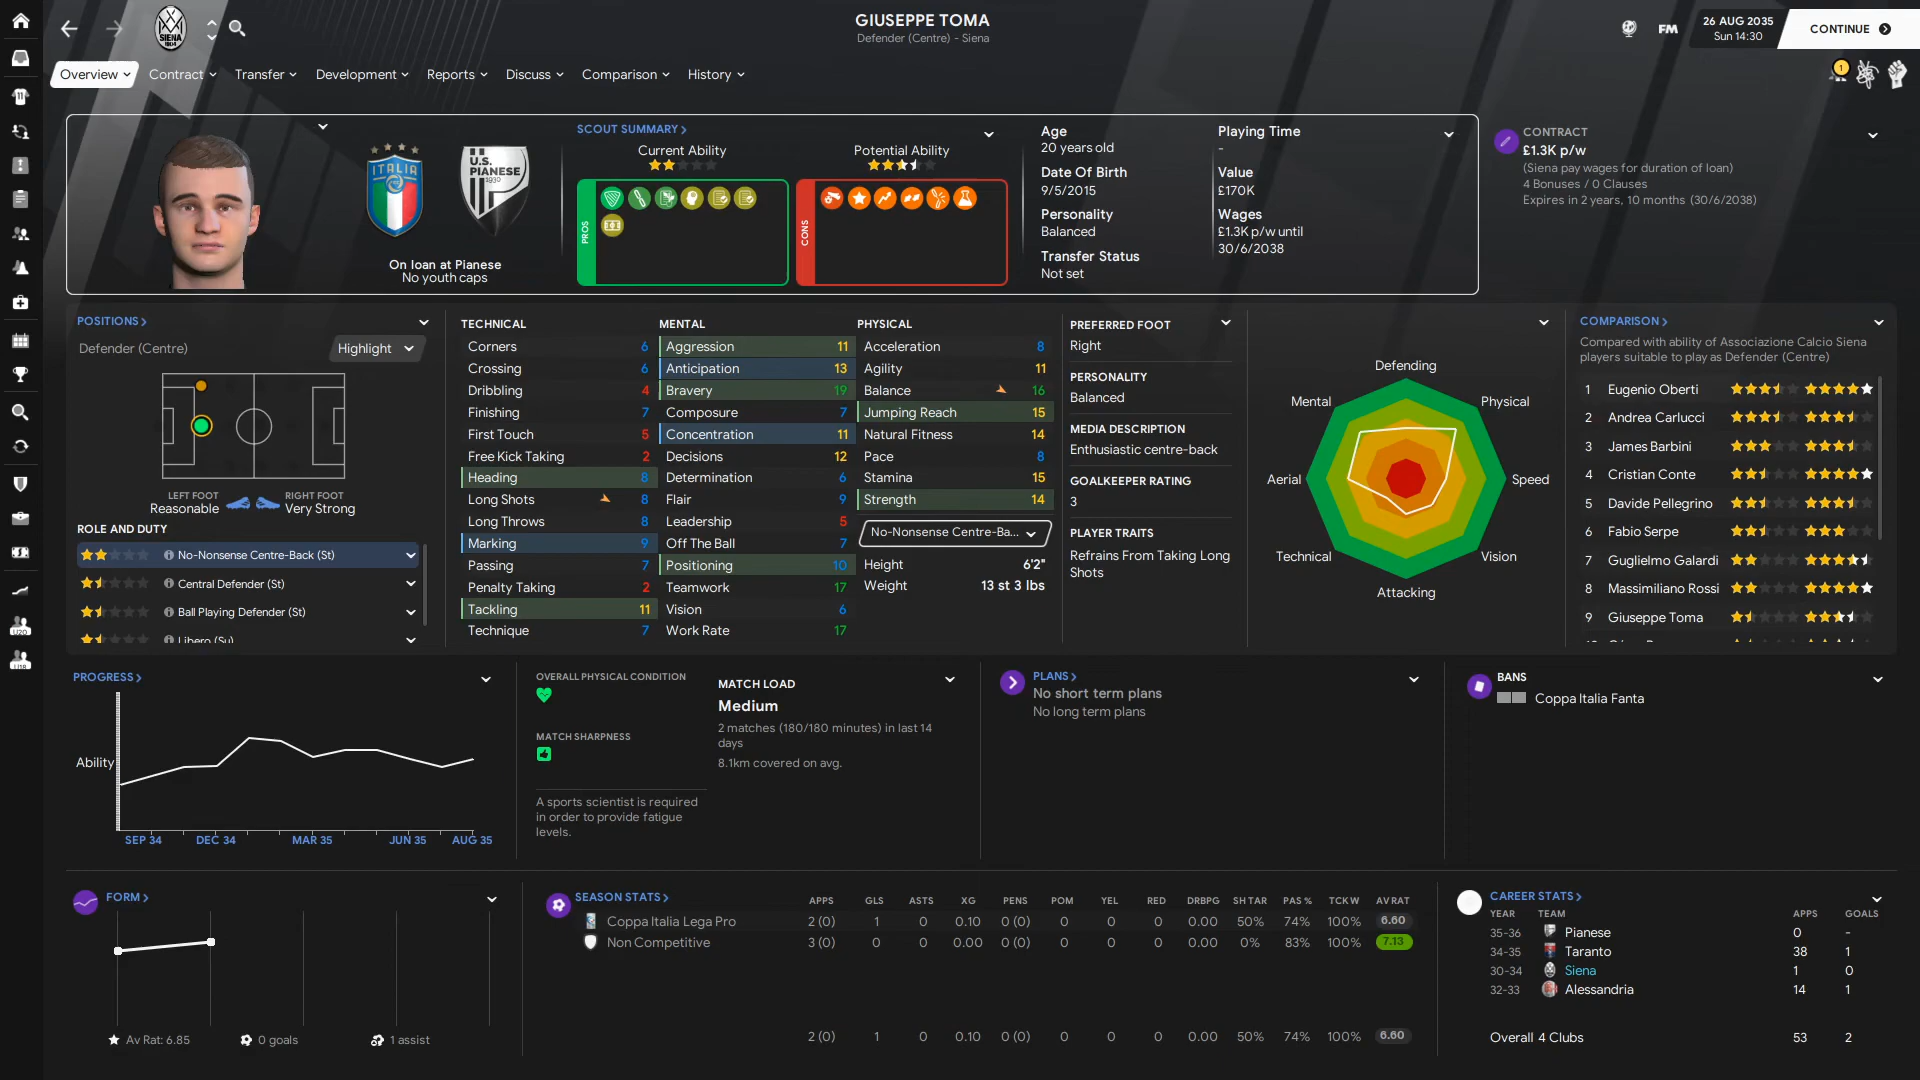 GIUSEPPE TOMA
Defender (Centre) - Siena
SIENA
1904
FM
26 AUG 2035
Sun 14:30
CONTINUE
Overview
Contract
Transfer
Development
Reports
Discuss
Comparison
History
1
11
U20
U18
ITALIA
U.S.
PIANESE
1930
On loan at Pianese
No youth caps
SCOUT SUMMARY
Current Ability
Potential Ability
PROS
CONS
Age
20 years old
Date Of Birth
9/5/2015
Personality
Balanced
Transfer Status
Not set
Playing Time
-
Value
£170K
Wages
£1.3K p/w until
30/6/2038
CONTRACT
£1.3K p/w
(Siena pay wages for duration of loan)
4 Bonuses / 0 Clauses
Expires in 2 years, 10 months (30/6/2038)
POSITIONS
Defender (Centre)
Highlight
LEFT FOOT
Reasonable
RIGHT FOOT
Very Strong
ROLE AND DUTY
No-Nonsense Centre-Back (St)
Central Defender (St)
Ball Playing Defender (St)
Libero (Su)
TECHNICAL
Corners 6
Crossing 6
Dribbling 4
Finishing 7
First Touch 5
Free Kick Taking 2
Heading 8
Long Shots 8
Long Throws 8
Marking 9
Passing 7
Penalty Taking 2
Tackling 11
Technique 7
MENTAL
Aggression 11
Anticipation 13
Bravery 19
Composure 7
Concentration 11
Decisions 12
Determination 6
Flair 9
Leadership 5
Off The Ball 7
Positioning 10
Teamwork 17
Vision 6
Work Rate 17
PHYSICAL
Acceleration 8
Agility 11
Balance 16
Jumping Reach 15
Natural Fitness 14
Pace 8
Stamina 15
Strength 14
No-Nonsense Centre-Ba...
Height 6'2"
Weight 13 st 3 lbs
PREFERRED FOOT
Right
PERSONALITY
Balanced
MEDIA DESCRIPTION
Enthusiastic centre-back
GOALKEEPER RATING
3
PLAYER TRAITS
Refrains From Taking Long
Shots
Defending
Physical
Speed
Vision
Attacking
Technical
Aerial
Mental
COMPARISON
Compared with ability of Associazione Calcio Siena
players suitable to play as Defender (Centre)
1 Eugenio Oberti
2 Andrea Carlucci
3 James Barbini
4 Cristian Conte
5 Davide Pellegrino
6 Fabio Serpe
7 Guglielmo Galardi
8 Massimiliano Rossi
9 Giuseppe Toma
PROGRESS
Ability
SEP 34
DEC 34
MAR 35
JUN 35
AUG 35
OVERALL PHYSICAL CONDITION
MATCH SHARPNESS
A sports scientist is required
in order to provide fatigue
levels.
MATCH LOAD
Medium
2 matches (180/180 minutes) in last 14
days
8.1km covered on avg.
PLANS
No short term plans
No long term plans
BANS
Coppa Italia Fanta
FORM
Av Rat: 6.85
0 goals
1 assist
SEASON STATS
APPS GLS ASTS XG PENS POM YEL RED DRBPG SH TAR PAS % TCK W AV RAT
Coppa Italia Lega Pro 2 (0) 1 0 0.10 0 (0) 0 0 0 0.00 50% 74% 100% 6.60
Non Competitive 3 (0) 0 0 0.00 0 (0) 0 0 0 0.00 0% 83% 100% 7.13
2 (0) 1 0 0.10 0 (0) 0 0 0 0.00 50% 74% 100% 6.60
CAREER STATS
YEAR TEAM APPS GOALS
35-36 Pianese 0 -
34-35 Taranto 38 1
30-34 Siena 1 0
32-33 Alessandria 14 1
Overall 4 Clubs 53 2